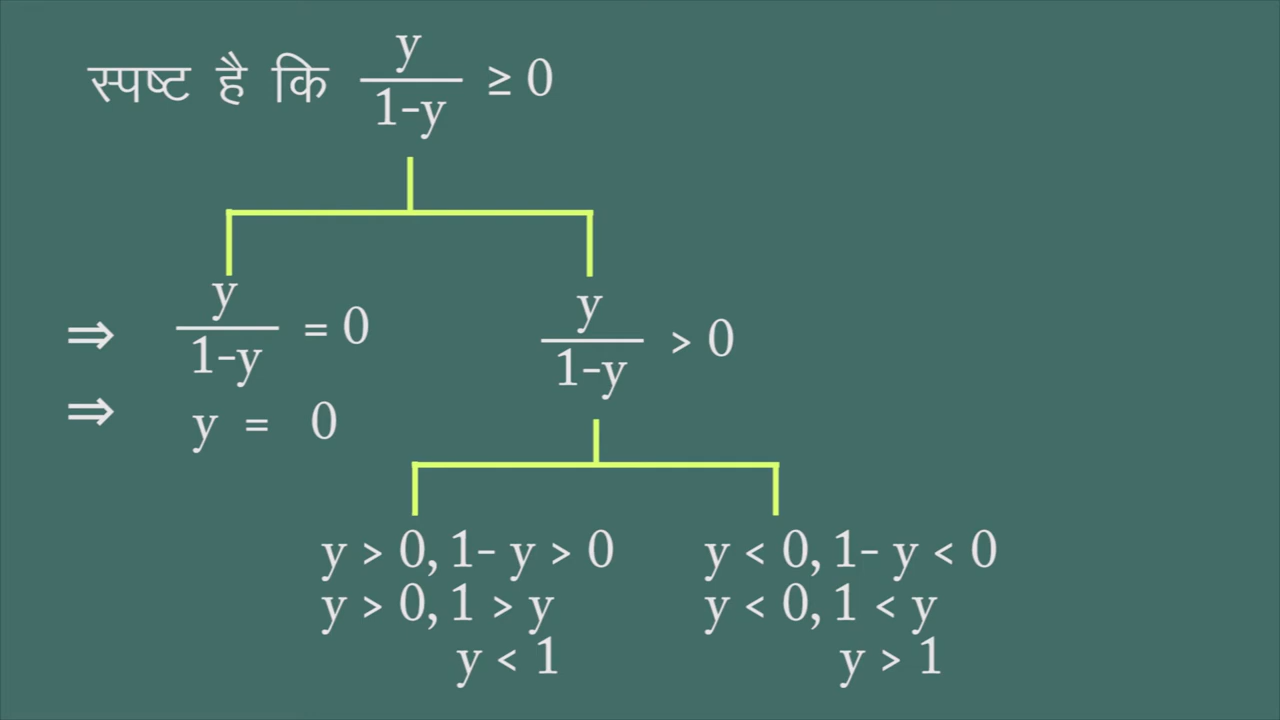 स्पष्ट है कि y/1-y ≥ 0
⇒ y/1-y = 0
y/1-y > 0
⇒ y = 0
y > 0, 1- y > 0
y < 0, 1- y < 0
y > 0, 1 > y
y < 0, 1 < y
y < 1
y > 1